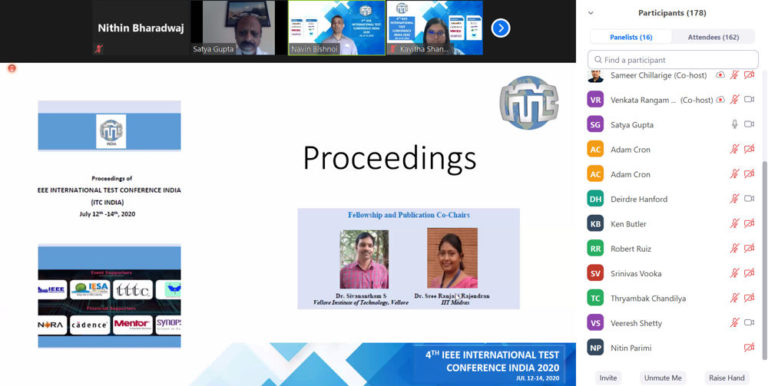 Nithin Bharadwaj
Satya Gupta
Navin Bishnoi
Kavitha Shan...
INDIA
Proceedings of
IEEE INTERNATIONAL TEST CONFERENCE INDIA
(ITC INDIA)
July 12th -14th, 2020
Event Supporters
IEEE
IESA
tttc
Financial Supporters
cādence
Mentor
SYNOPS
Proceedings
Fellowship and Publication Co-Chairs
Dr. Sivanantham S
Vellore Institute of Technology, Vellore
Dr. Sree Ranjani Rajendran
IIT Madras
4TH IEEE INTERNATIONAL TEST
CONFERENCE INDIA 2020
JUL 12-14, 2020
Participants (178)
Panelists (16)
Attendees (162)
Find a participant
Sameer Chillarige (Co-host)
VR
Venkata Rangam ... (Co-host)
SG
Satya Gupta
AC
Adam Cron
AC
Adam Cron
DH
Deirdre Hanford
KB
Ken Butler
RR
Robert Ruiz
SV
Srinivas Vooka
TC
Thryambak Chandilya
VS
Veeresh Shetty
NP
Nitin Parimi
Invite
Unmute Me
Raise Hand